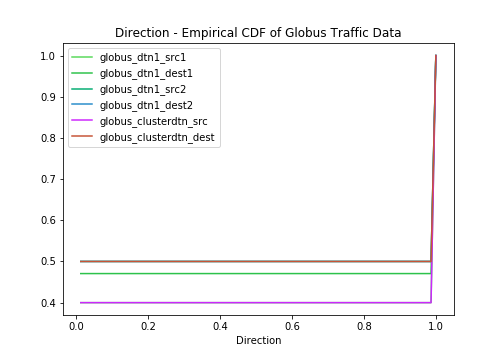 Direction - Empirical CDF of Globus Traffic Data
globus_dtn1_src1
globus_dtn1_dest1
globus_dtn1_src2
globus_dtn1_dest2
globus_clusterdtn_src
globus_clusterdtn_dest
1.0
0.9
0.8
0.7
0.6
0.5
0.4
0.0 0.2 0.4 0.6 0.8 1.0
Direction